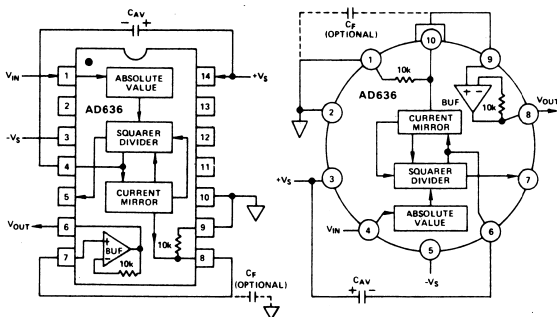 CAV
− +
VIN
1
ABSOLUTE
VALUE
14
+VS
2
AD636
13
−VS
3
SQUARER
DIVIDER
12
4
11
5
CURRENT
MIRROR
10
VOUT
6
9
+
BUF
−
10k
10k
7
8
CF
(OPTIONAL)
CF
(OPTIONAL)
10
1
9
10k
AD636
+ −
BUF
10k
VOUT
8
2
CURRENT
MIRROR
+VS
3
SQUARER
DIVIDER
7
ABSOLUTE
VALUE
VIN
4
6
5
−VS
CAV
+ −